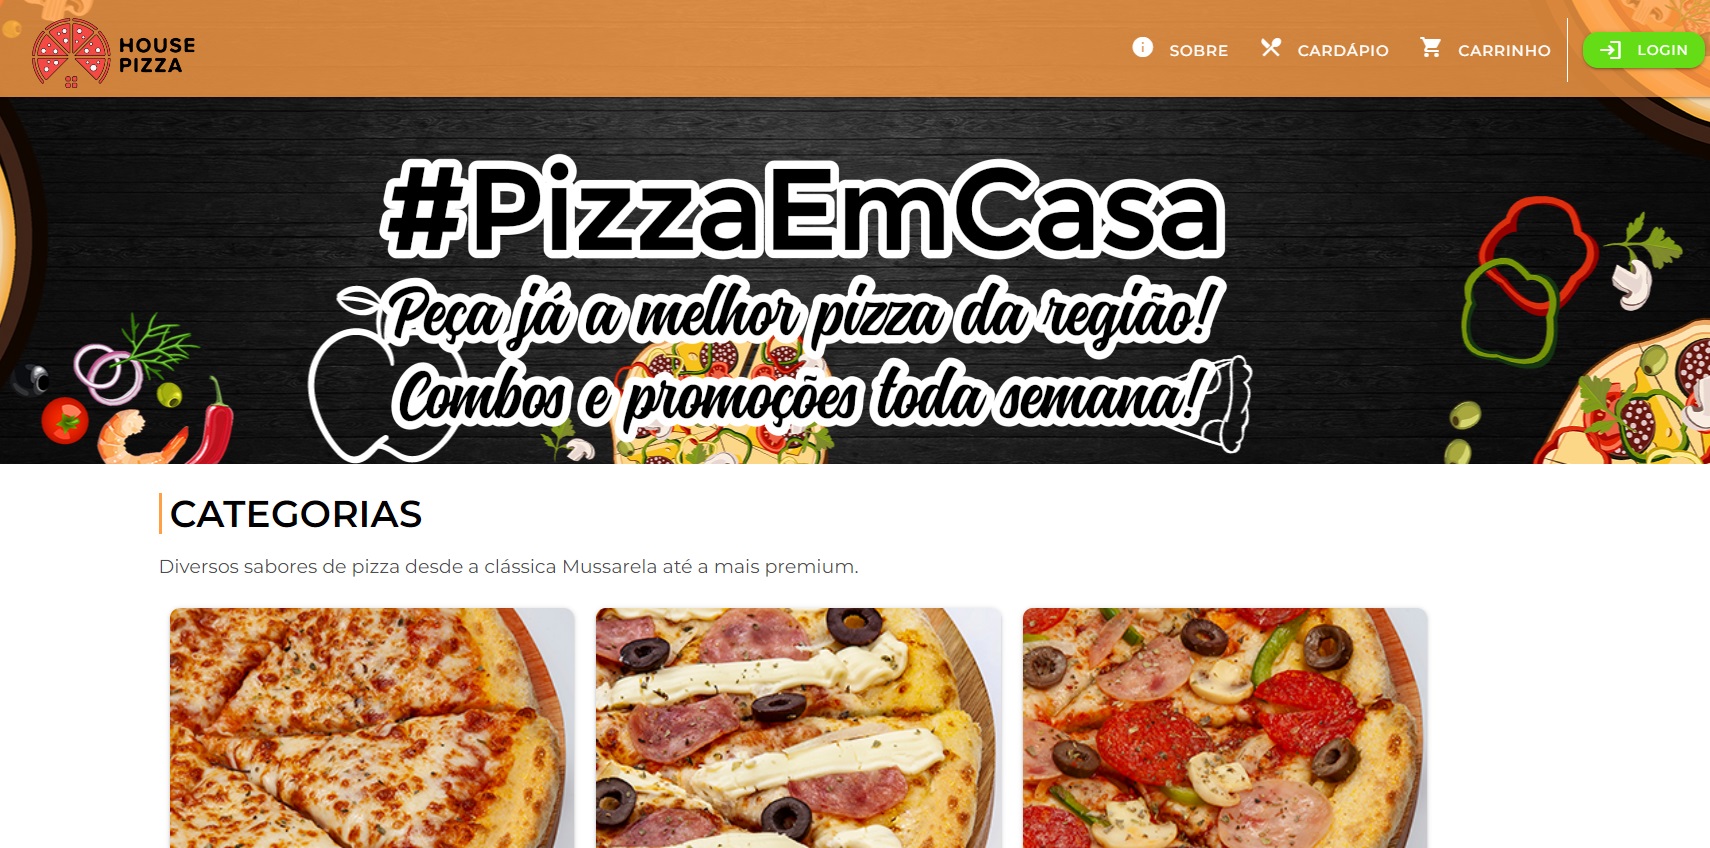 HOUSE
PIZZA
SOBRE
CARDÁPIO
CARRINHO
LOGIN
#PizzaEmCasa
Peça já a melhor pizza da região!
Combos e promoções toda semana!
CATEGORIAS
Diversos sabores de pizza desde a clássica Mussarela até a mais premium.